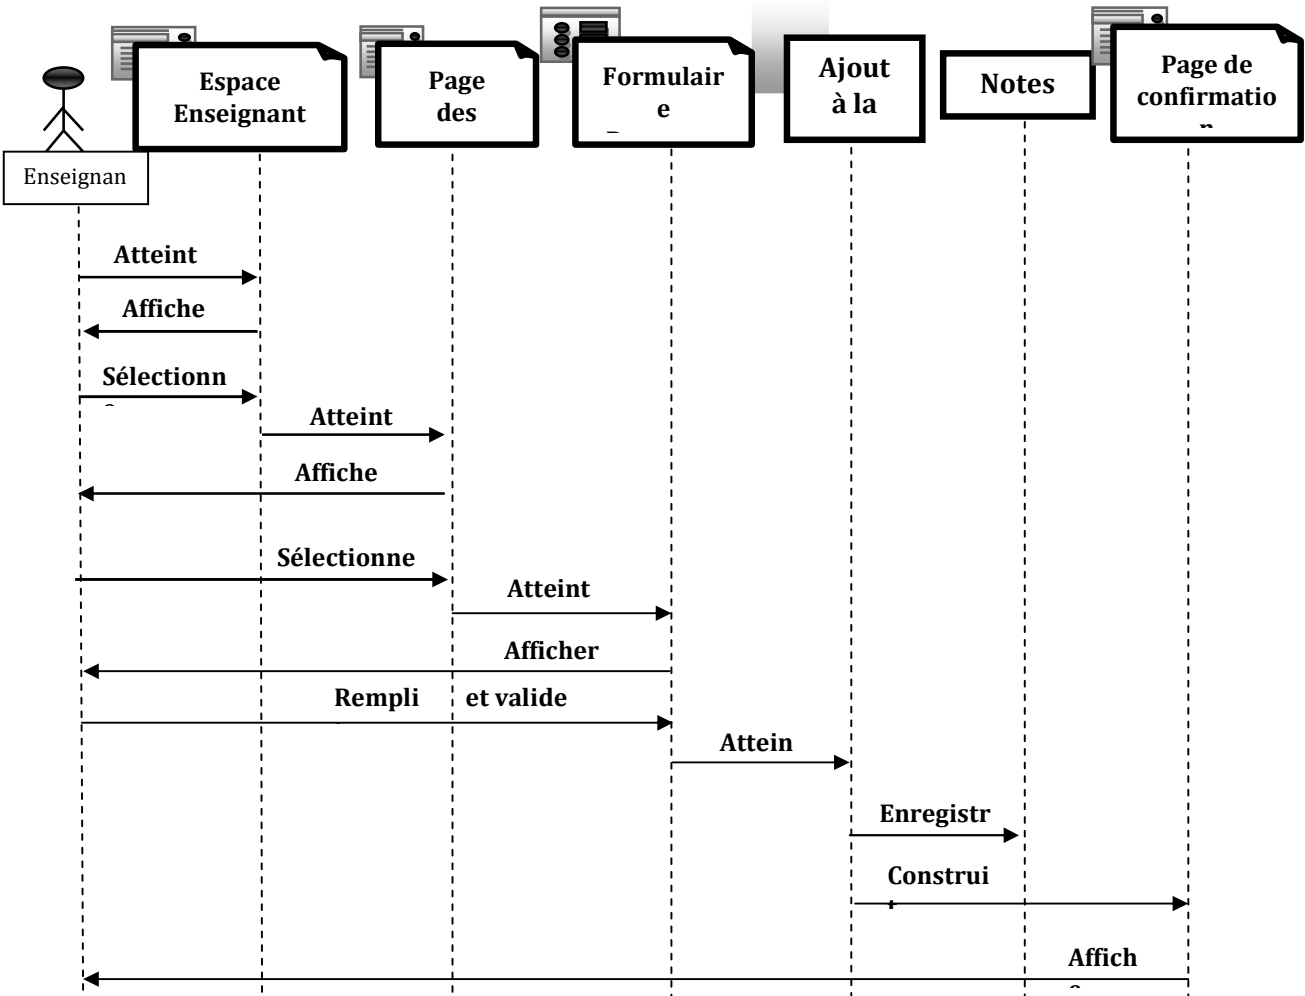 Espace
Enseignant
Page
des
Formulair
e
Ajout
à la
Notes
Page de
confirmatio
n
Enseignan
Atteint
Affiche
Sélectionn
Atteint
Affiche
Sélectionne
Atteint
Afficher
Rempli et valide
Attein
Enregistr
Construi
t
Affich